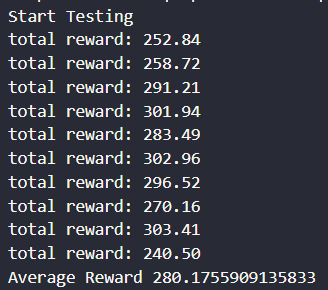 Start Testing
total reward: 252.84
total reward: 258.72
total reward: 291.21
total reward: 301.94
total reward: 283.49
total reward: 302.96
total reward: 296.52
total reward: 270.16
total reward: 303.41
total reward: 240.50
Average Reward 280.1755909135833